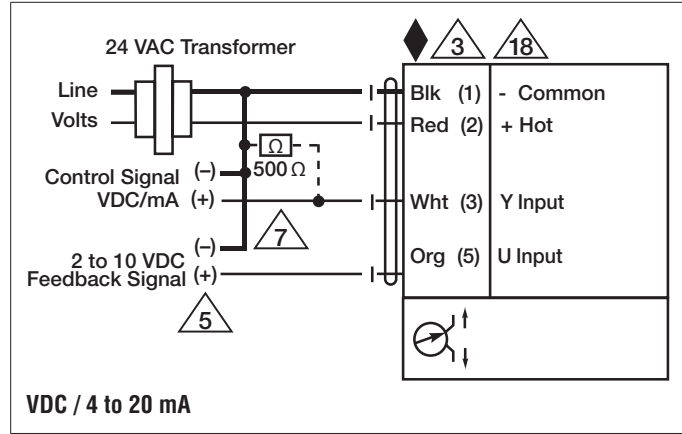 24 VAC Transformer
3
18
Line
Volts
Blk (1) - Common
Red (2) + Hot
Ω
500 Ω
Control Signal (–)
VDC/mA (+)
Wht (3) Y Input
7
2 to 10 VDC (–)
Feedback Signal (+)
Org (5) U Input
5
VDC / 4 to 20 mA